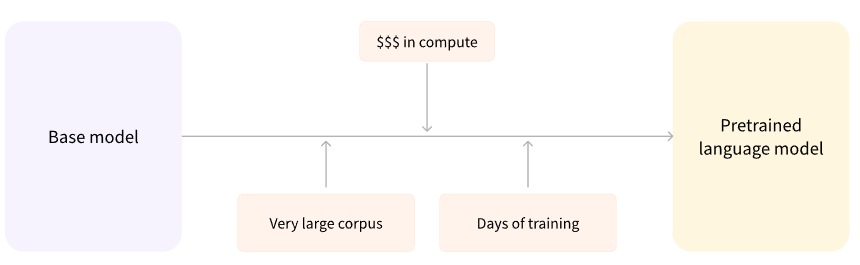 $$$ in compute
Base model
Pretrained
language model
Very large corpus
Days of training